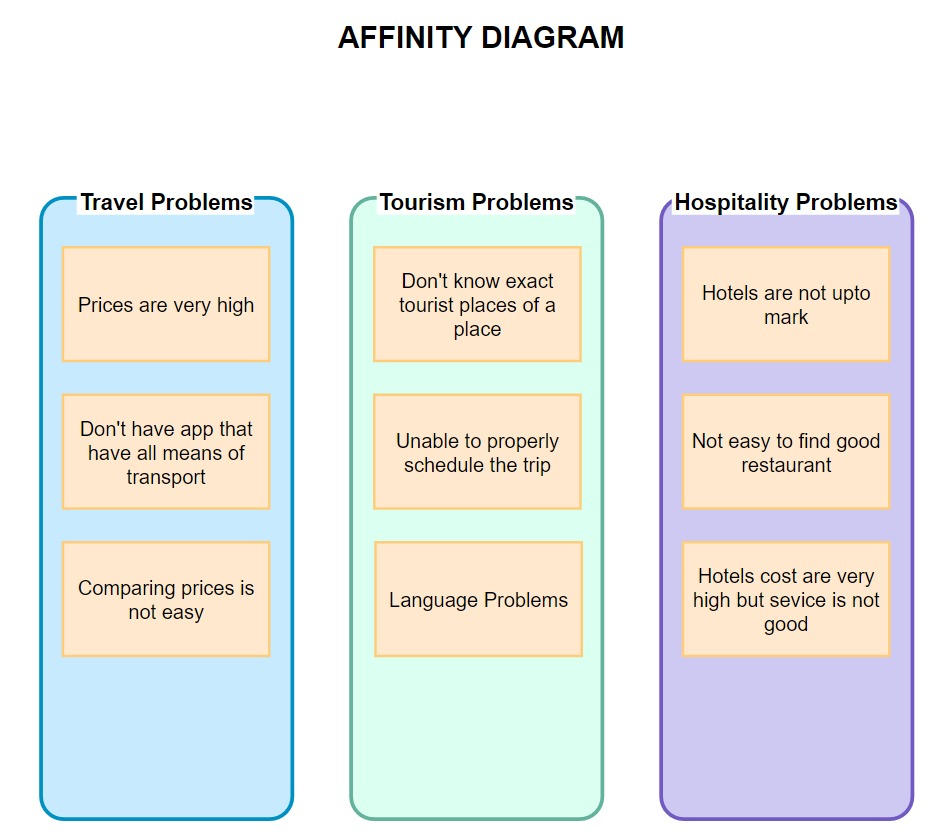 AFFINITY DIAGRAM
Travel Problems
Prices are very high
Don't have app that
have all means of
transport
Comparing prices is
not easy
Tourism Problems
Don't know exact
tourist places of a
place
Unable to properly
schedule the trip
Language Problems
Hospitality Problems
Hotels are not upto
mark
Not easy to find good
restaurant
Hotels cost are very
high but sevice is not
good